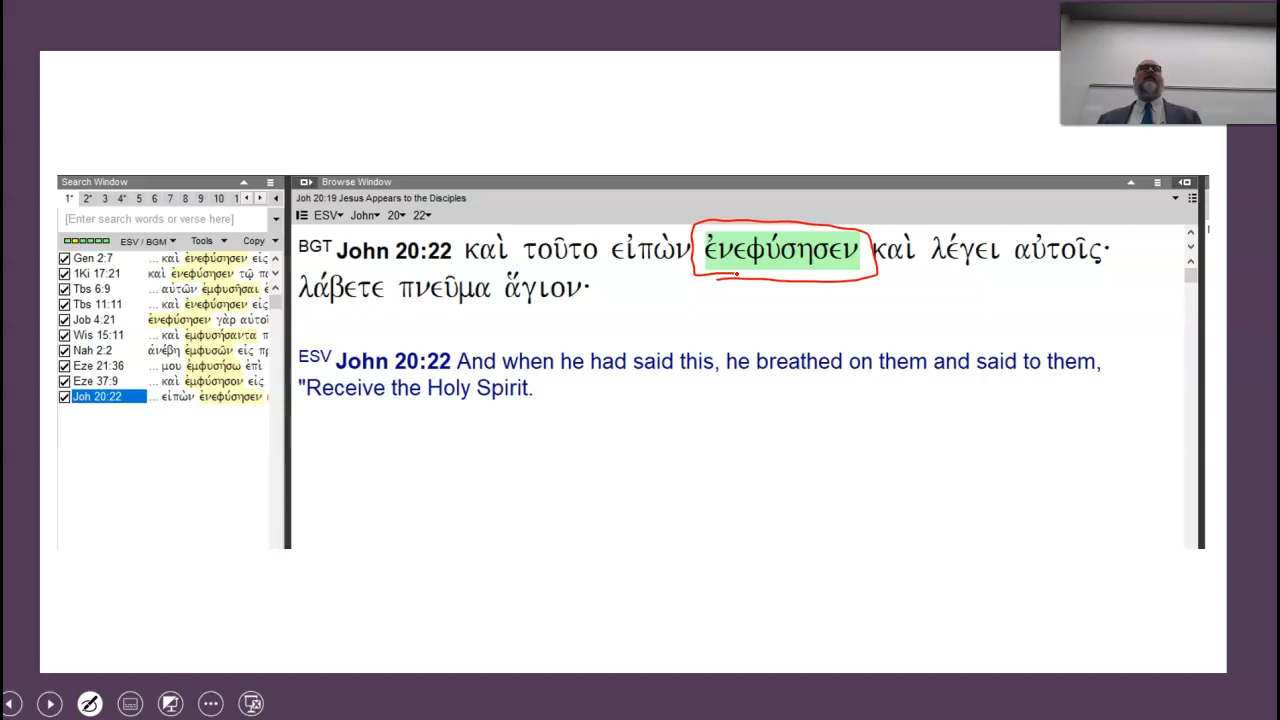 Search Window
1* 2* 3 4* 5 6 7 8 9 10 1
[Enter search words or verse here]
ESV / BGM Tools Copy
Gen 2:7 ... καὶ ἐνεφύσησεν εἰς
1Ki 17:21 καὶ ἐνεφύσησεν τῷ
Tbs 6:9 ... αὐτῶν ἐμφυσῆσαι ἐ
Tbs 11:11 ... καὶ ἐνεφύσησεν εἰς
Job 4:21 ἐνεφύσησεν γὰρ αὐτοῖ
Wis 15:11 ... καὶ ἐμφυσήσαντα π
Nah 2:2 ἀνέβη ἐμφυσῶν εἰς πρ
Eze 21:36 ... μου ἐμφυσήσω ἐπὶ
Eze 37:9 ... καὶ ἐμφύσησον εἰς
Joh 20:22 ... εἰπὼν ἐνεφύσησεν
Browse Window
Joh 20:19 Jesus Appears to the Disciples
ESV John 20 22
BGT John 20:22 καὶ τοῦτο εἰπὼν ἐνεφύσησεν καὶ λέγει αὐτοῖς·
λάβετε πνεῦμα ἅγιον·
ESV John 20:22 And when he had said this, he breathed on them and said to them,
"Receive the Holy Spirit.